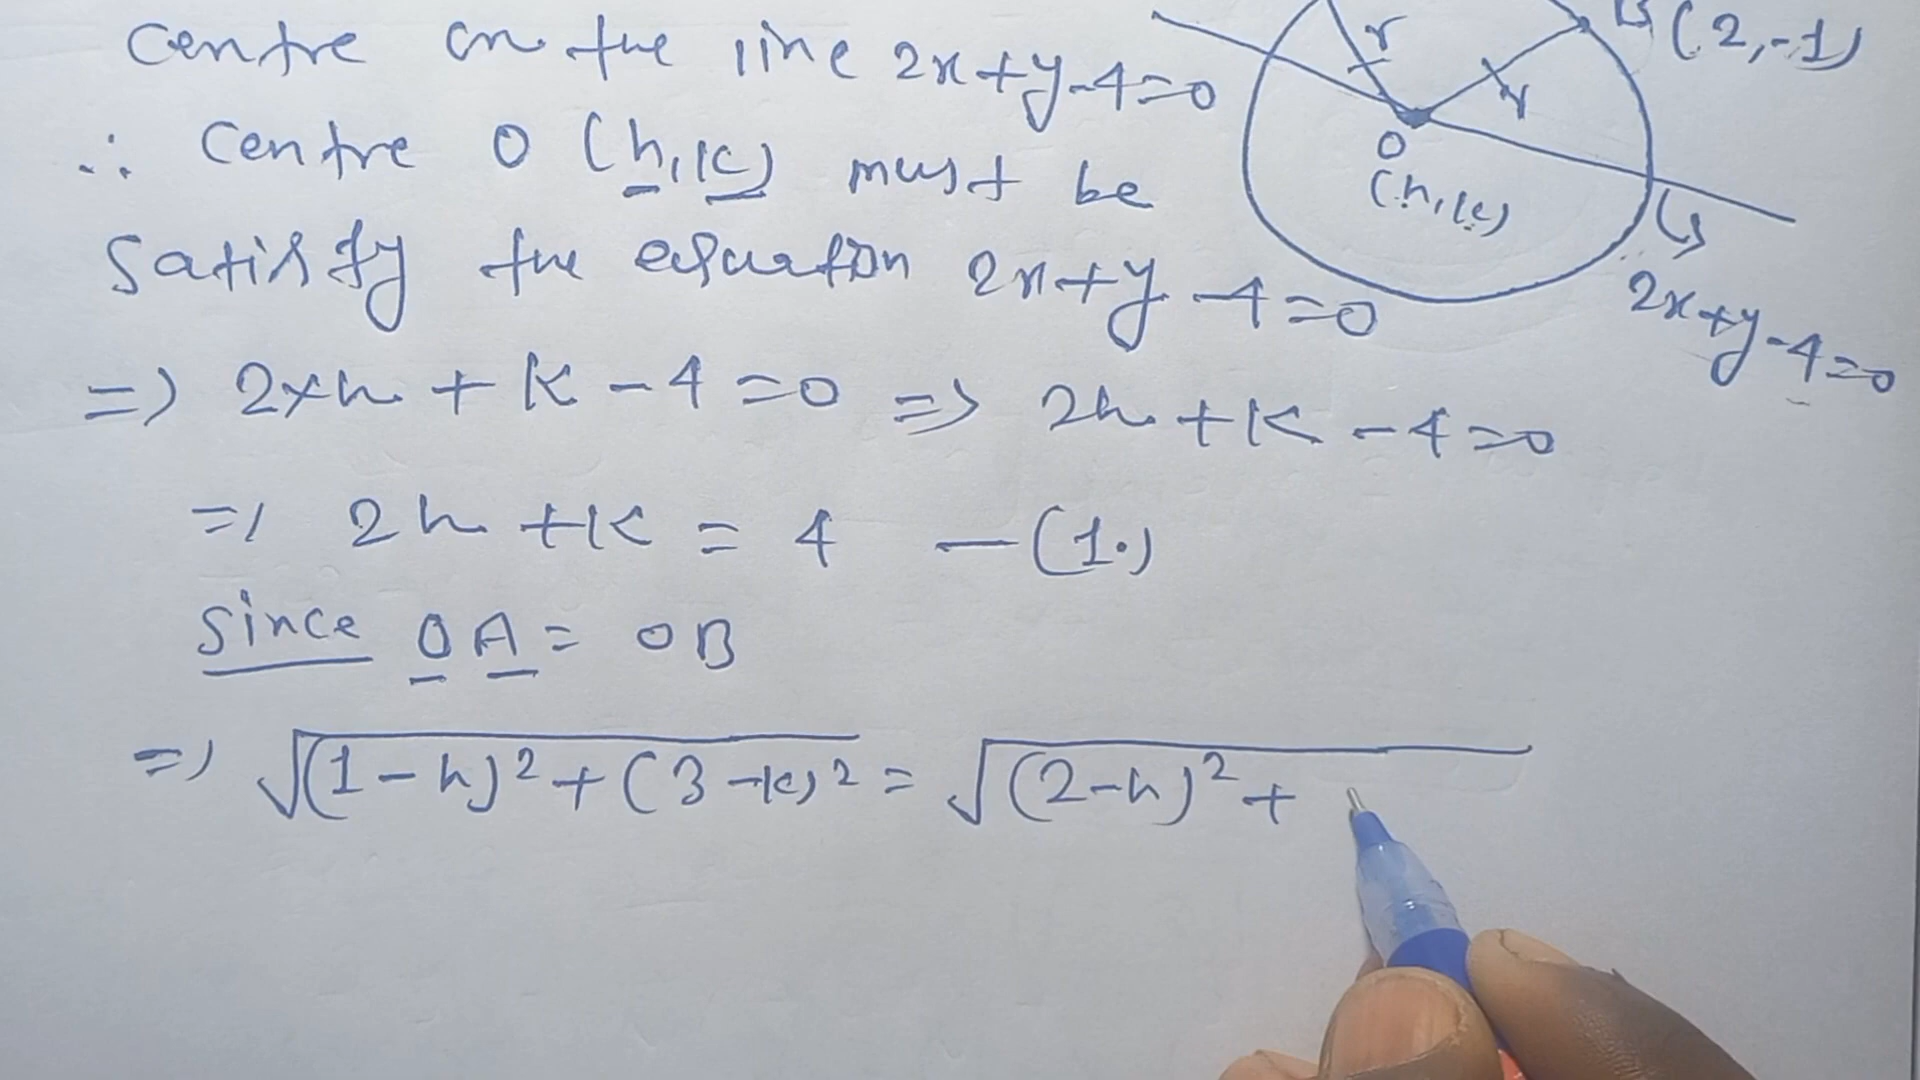 Centre on the line 2x+y-4=0
∴ Centre O (h,k) must be
Satisfy the equation 2x+y-4=0
=> 2×h + K - 4 = 0 => 2h + K - 4 = 0
=> 2h + K = 4 — (1.)
Since OA = OB
=> √(1-h)² + (3-k)² = √(2-h)² +
r
r
B (2,-1)
O
(h,k)
2x+y-4=0